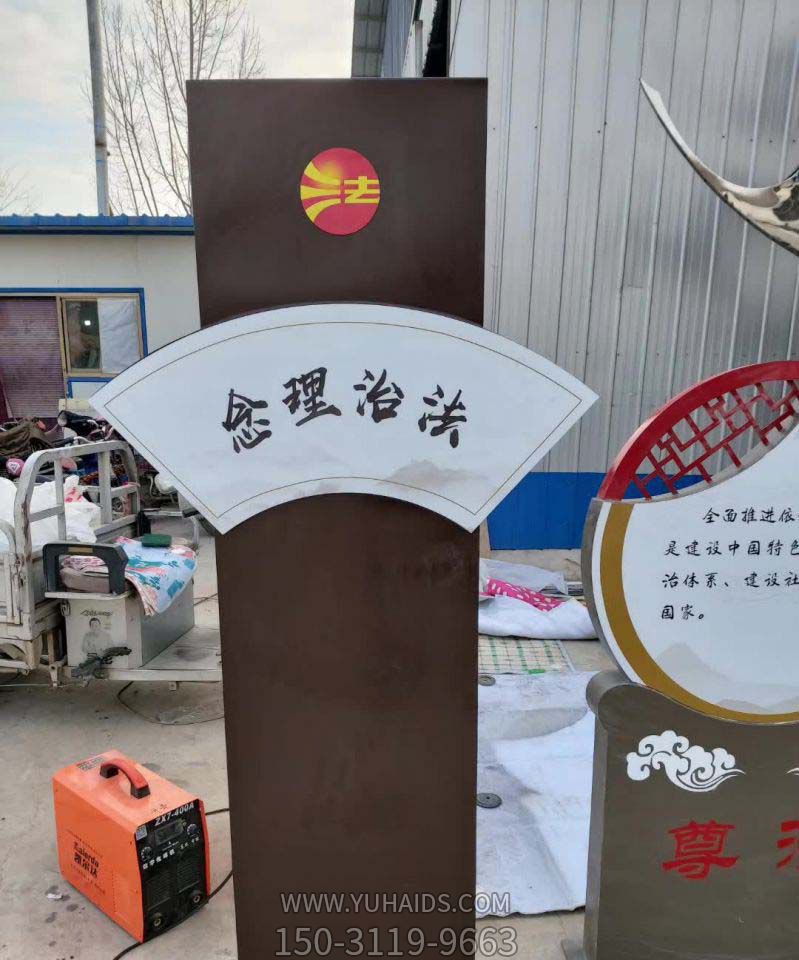 法
念理治法
全面推进依
是建设中国特色
治体系、建设社
国家。
尊
ZX7-400A
WWW.YUHAIDS.COM
150-3119-9663